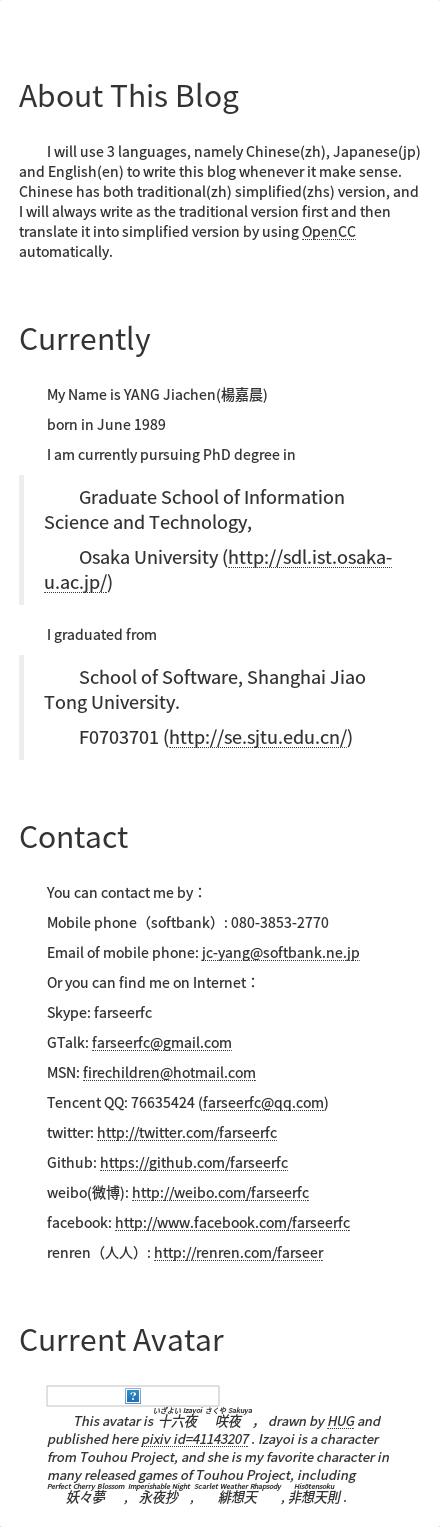 About This Blog
I will use 3 languages, namely Chinese(zh), Japanese(jp)
and English(en) to write this blog whenever it make sense.
Chinese has both traditional(zh) simplified(zhs) version, and
I will always write as the traditional version first and then
translate it into simplified version by using OpenCC
automatically.
Currently
My Name is YANG Jiachen(楊嘉晨)
born in June 1989
I am currently pursuing PhD degree in
Graduate School of Information
Science and Technology,
Osaka University (http://sdl.ist.osaka-
u.ac.jp/)
I graduated from
School of Software, Shanghai Jiao
Tong University.
F0703701 (http://se.sjtu.edu.cn/)
Contact
You can contact me by：
Mobile phone（softbank）: 080-3853-2770
Email of mobile phone: jc-yang@softbank.ne.jp
Or you can find me on Internet：
Skype: farseerfc
GTalk: farseerfc@gmail.com
MSN: firechildren@hotmail.com
Tencent QQ: 76635424 (farseerfc@qq.com)
twitter: http://twitter.com/farseerfc
Github: https://github.com/farseerfc
weibo(微博): http://weibo.com/farseerfc
facebook: http://www.facebook.com/farseerfc
renren（人人）: http://renren.com/farseer
Current Avatar
いざよい Izayoi さくや Sakuya
This avatar is 十六夜 咲夜 ， drawn by HUG and
published here pixiv id=41143207 . Izayoi is a character
from Touhou Project, and she is my favorite character in
many released games of Touhou Project, including
Perfect Cherry Blossom Imperishable Night Scarlet Weather Rhapsody Hisōtensoku
妖々夢 , 永夜抄 , 緋想天 , 非想天則 .